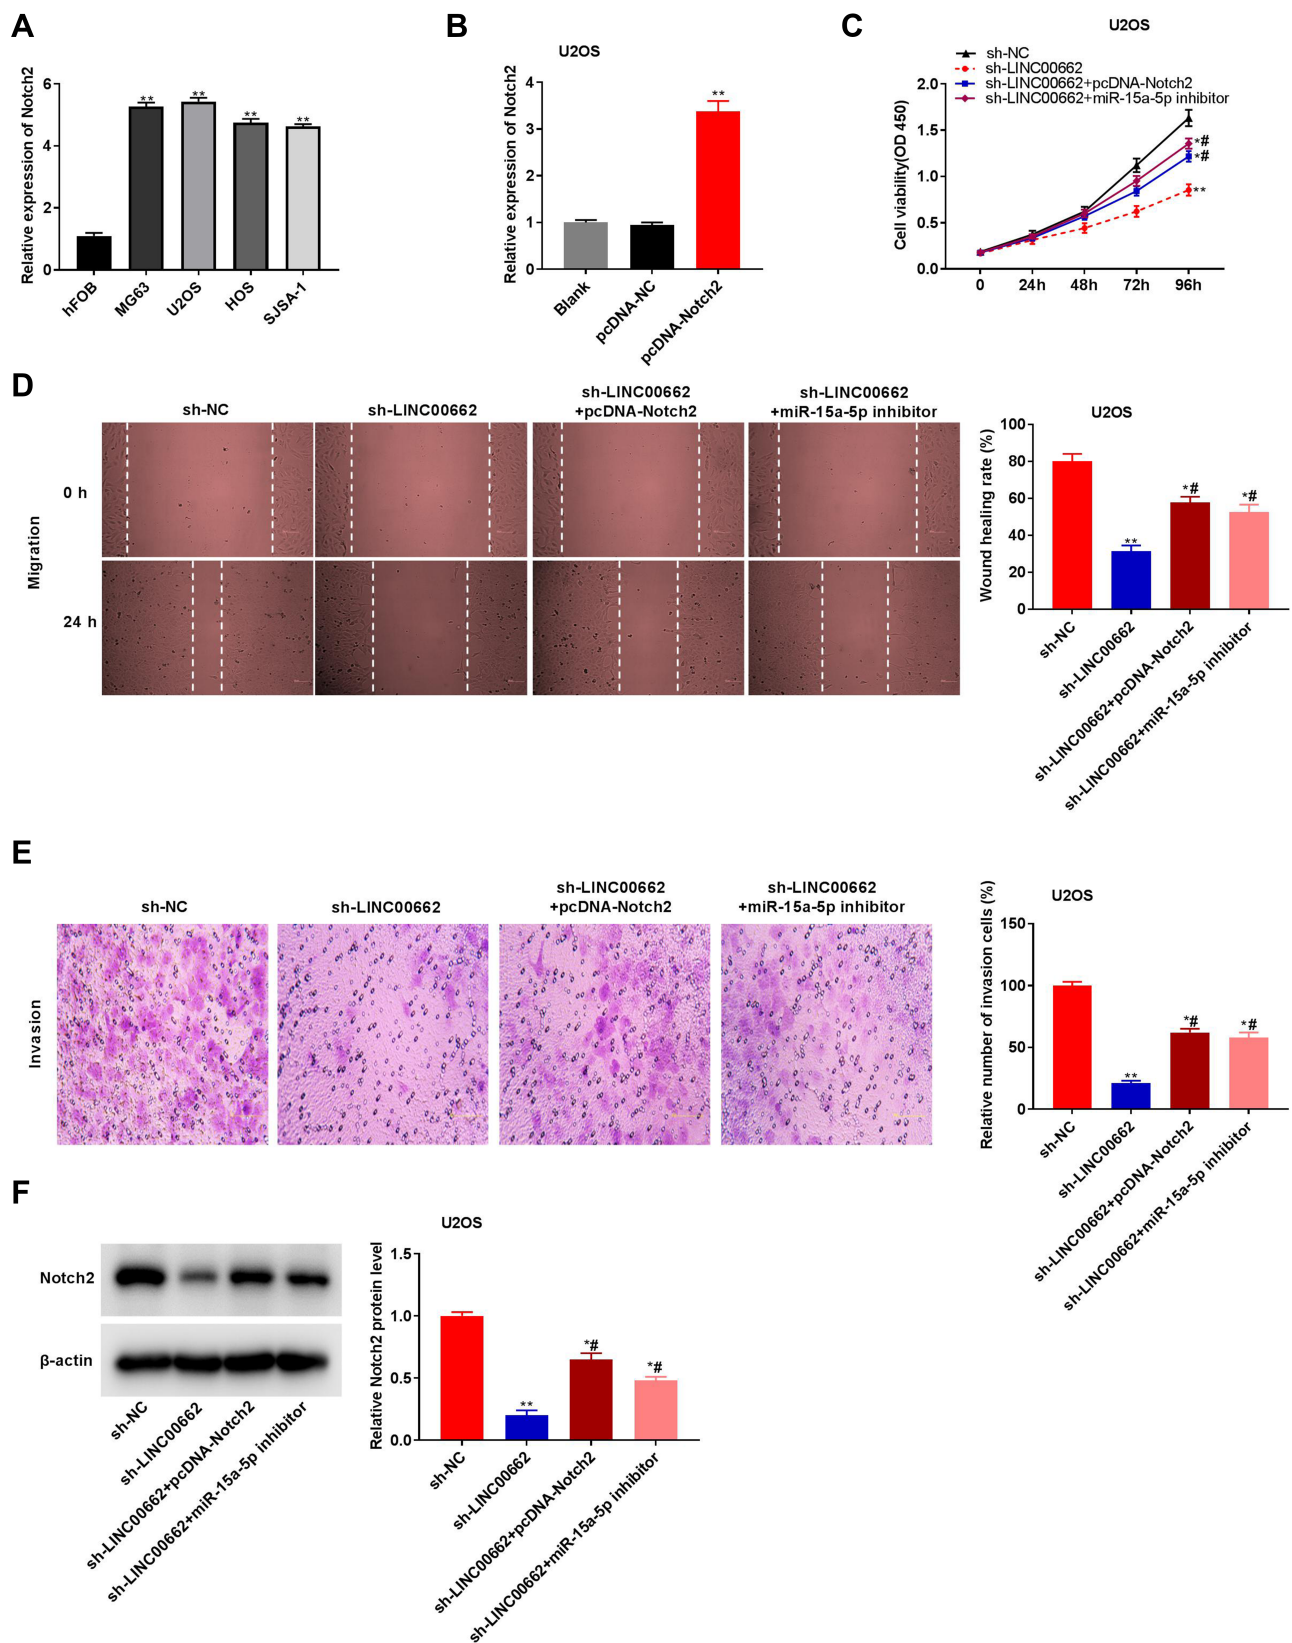 A
Relative expression of Notch2
6
4
2
0
**
**
**
**
hFOB
MG63
U2OS
HOS
SJSA-1
B
U2OS
Relative expression of Notch2
4
3
2
1
0
**
Blank
pcDNA-NC
pcDNA-Notch2
C
U2OS
sh-NC
sh-LINC00662
sh-LINC00662+pcDNA-Notch2
sh-LINC00662+miR-15a-5p inhibitor
Cell viability(OD 450)
2.0
1.5
1.0
0.5
0.0
*#
*#
**
0
24h
48h
72h
96h
D
sh-NC
sh-LINC00662
sh-LINC00662
+pcDNA-Notch2
sh-LINC00662
+miR-15a-5p inhibitor
Migration
0 h
24 h
U2OS
Wound healing rate (%)
100
80
60
40
20
0
**
*#
*#
sh-NC
sh-LINC00662
sh-LINC00662+pcDNA-Notch2
sh-LINC00662+miR-15a-5p inhibitor
E
sh-NC
sh-LINC00662
sh-LINC00662
+pcDNA-Notch2
sh-LINC00662
+miR-15a-5p inhibitor
Invasion
U2OS
Relative number of invasion cells (%)
150
100
50
0
**
*#
*#
sh-NC
sh-LINC00662
sh-LINC00662+pcDNA-Notch2
sh-LINC00662+miR-15a-5p inhibitor
F
Notch2
β-actin
sh-NC
sh-LINC00662
sh-LINC00662+pcDNA-Notch2
sh-LINC00662+miR-15a-5p inhibitor
U2OS
Relative Notch2 protein level
1.5
1.0
0.5
0.0
**
*#
*#
sh-NC
sh-LINC00662
sh-LINC00662+pcDNA-Notch2
sh-LINC00662+miR-15a-5p inhibitor